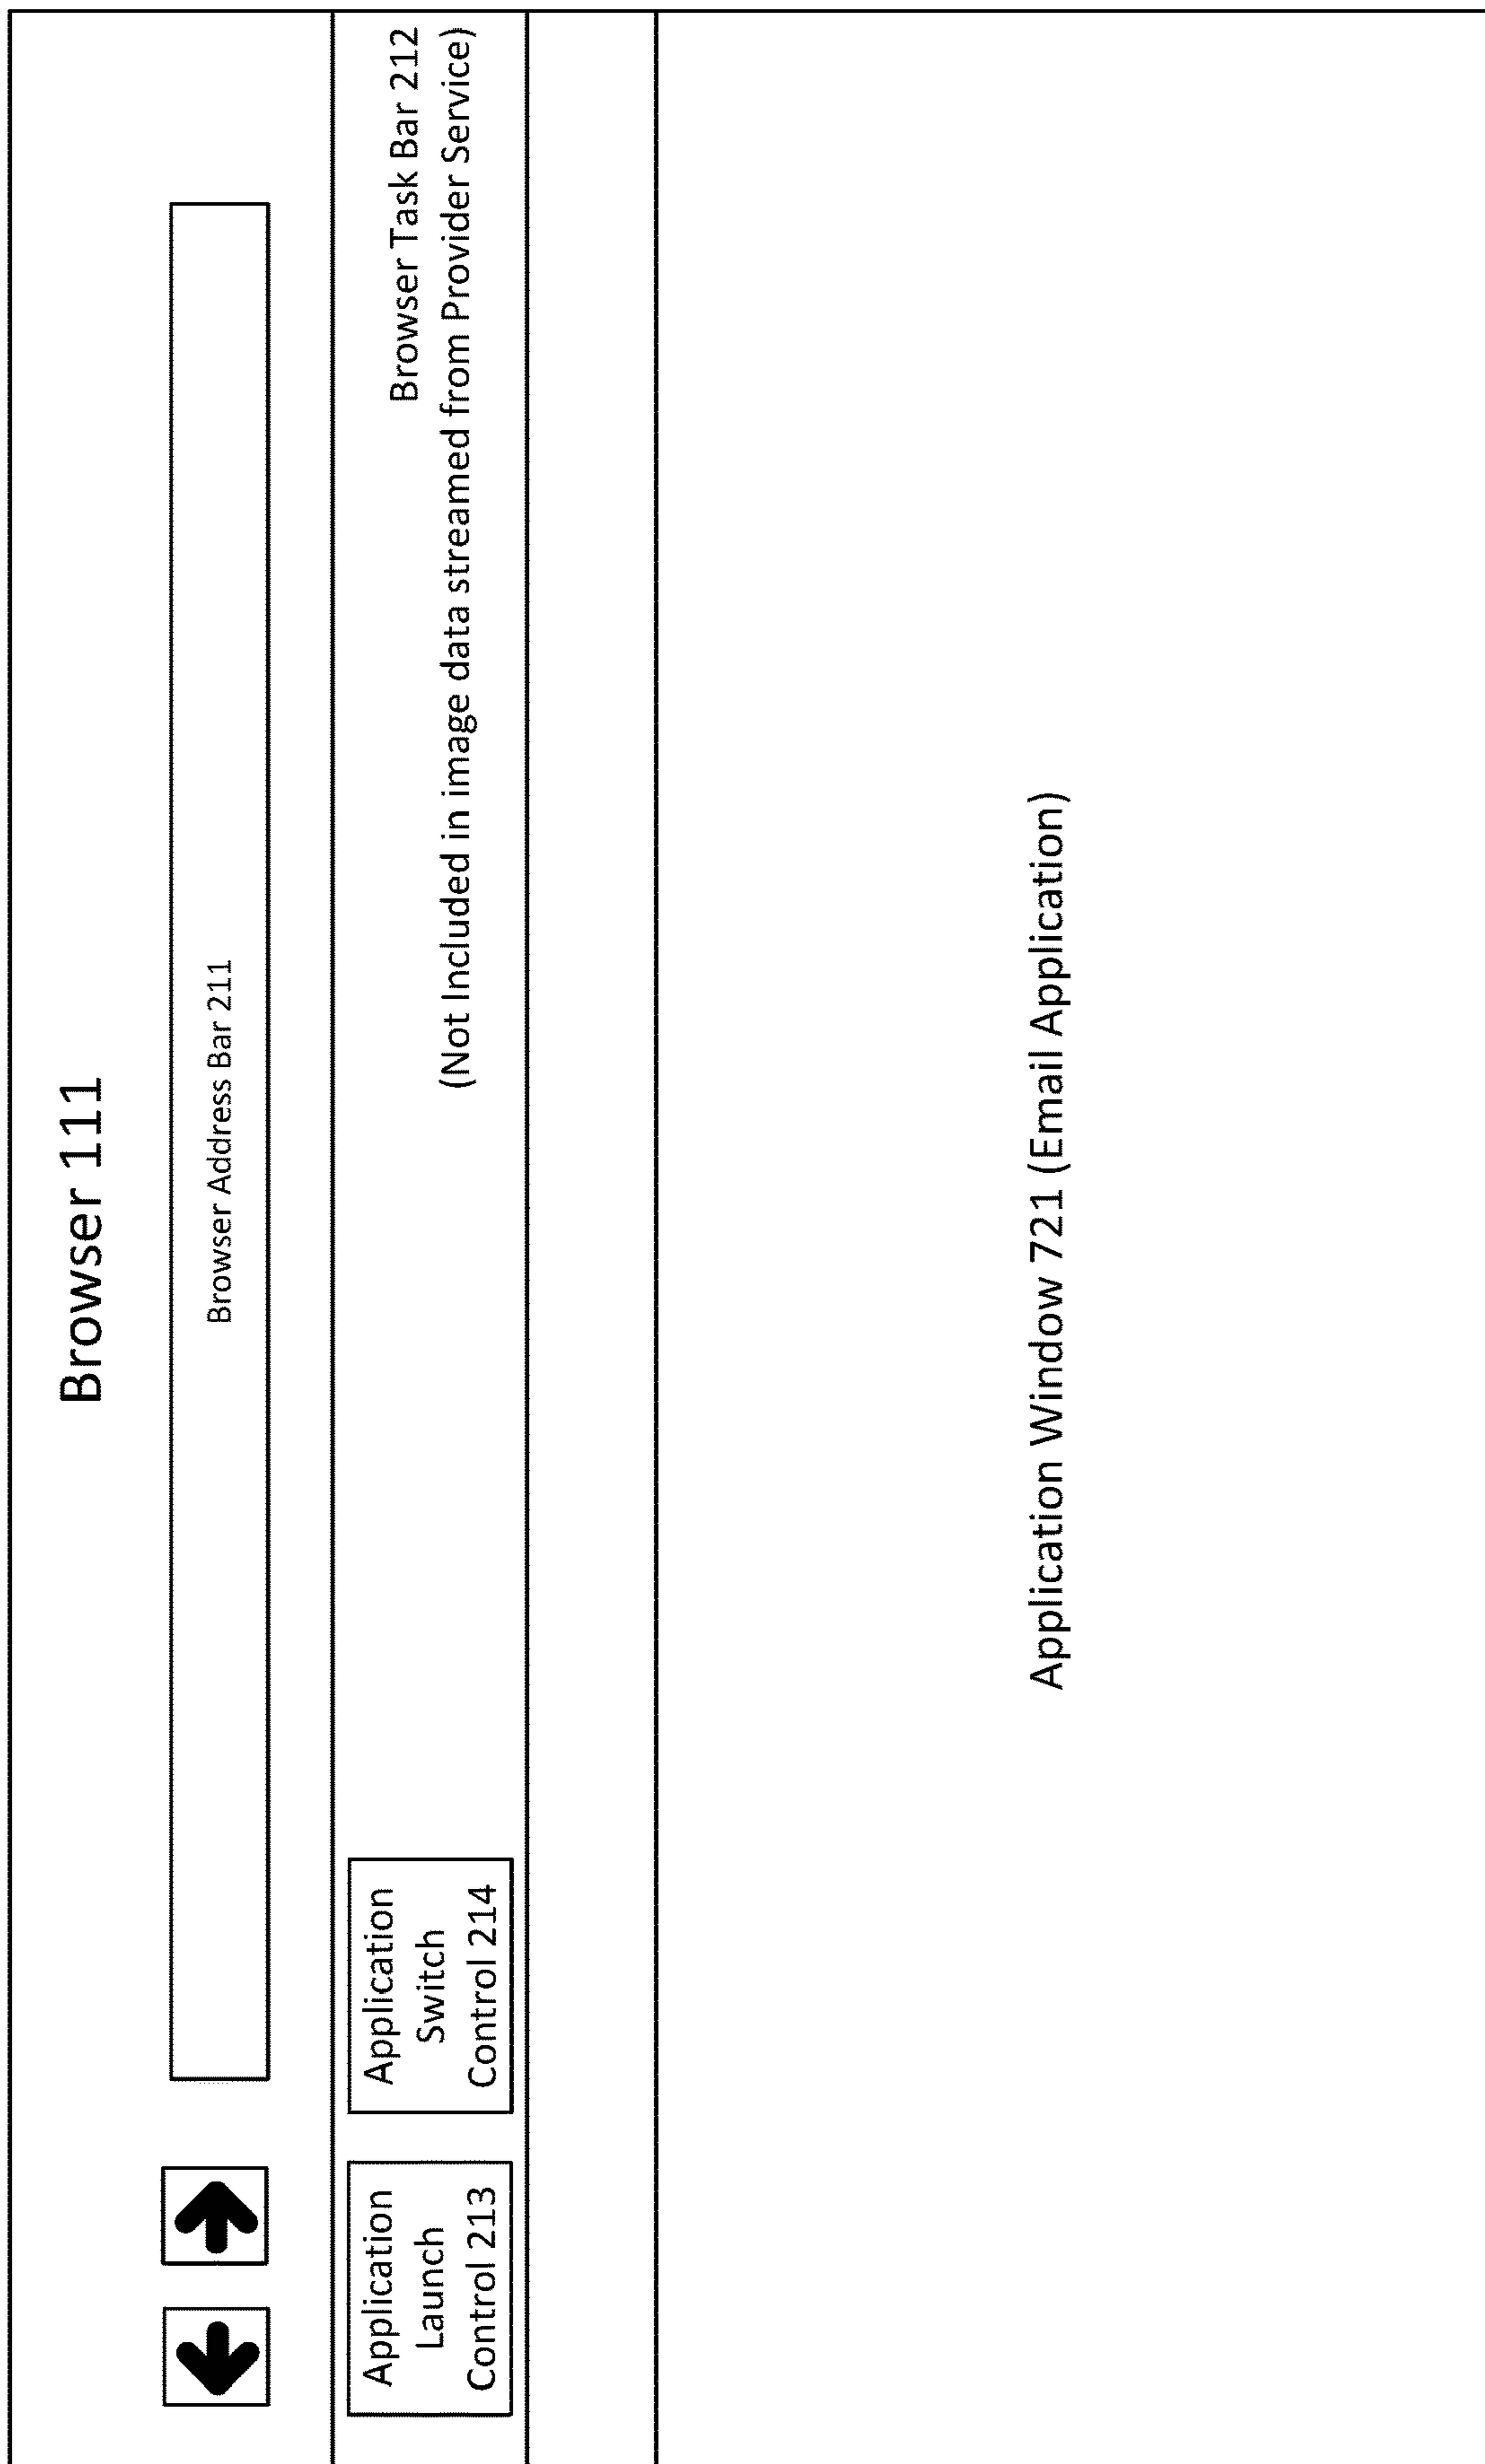 Browser 111
Browser Address Bar 211
Application
Launch
Control 213
Application
Switch
Control 214
Browser Task Bar 212
(Not Included in image data streamed from Provider Service)
Application Window 721 (Email Application)